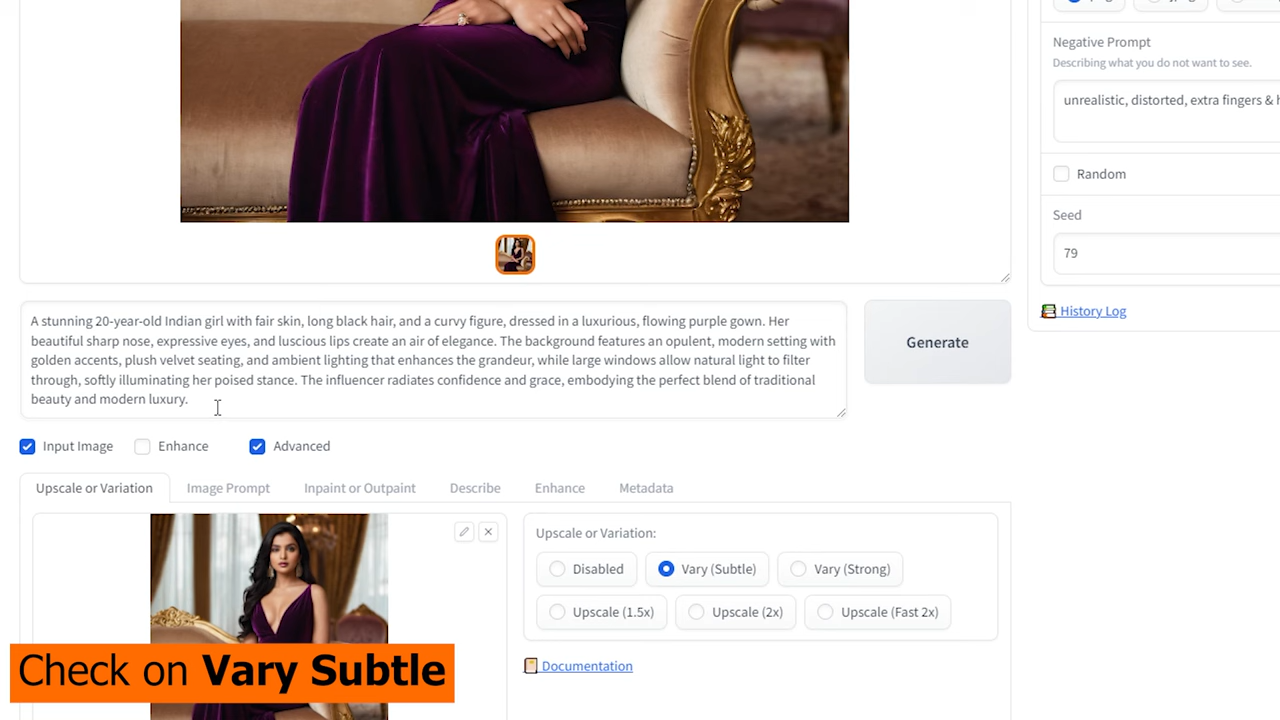 Negative Prompt
Describing what you do not want to see.
unrealistic, distorted, extra fingers &
Random
Seed
79
History Log
A stunning 20-year-old Indian girl with fair skin, long black hair, and a curvy figure, dressed in a luxurious, flowing purple gown. Her
beautiful sharp nose, expressive eyes, and luscious lips create an air of elegance. The background features an opulent, modern setting with
golden accents, plush velvet seating, and ambient lighting that enhances the grandeur, while large windows allow natural light to filter
through, softly illuminating her poised stance. The influencer radiates confidence and grace, embodying the perfect blend of traditional
beauty and modern luxury.
Generate
Input Image Enhance Advanced
Upscale or Variation Image Prompt Inpaint or Outpaint Describe Enhance Metadata
Upscale or Variation:
Disabled Vary (Subtle) Vary (Strong)
Upscale (1.5x) Upscale (2x) Upscale (Fast 2x)
Documentation
Check on Vary Subtle